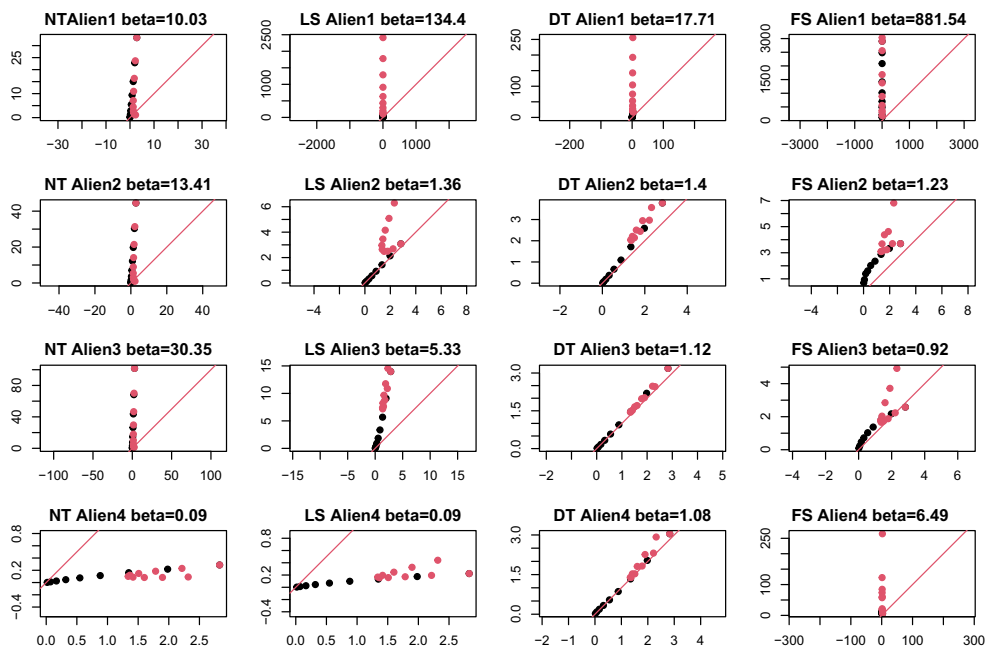 NTAlien1 beta=10.03
LS Alien1 beta=134.4
DT Alien1 beta=17.71
FS Alien1 beta=881.54
0 10 25
−30 −10 10 30
0 1000 2500
−2000 0 1000
0 100 250
−200 0 100
0 1500 3000
−3000 −1000 1000 3000
NT Alien2 beta=13.41
LS Alien2 beta=1.36
DT Alien2 beta=1.4
FS Alien2 beta=1.23
0 20 40
−40 −20 0 20 40
0 2 4 6
−4 −2 0 2 4 6 8
0 1 2 3
−2 0 2 4
1 3 5 7
−4 −2 0 2 4 6 8
NT Alien3 beta=30.35
LS Alien3 beta=5.33
DT Alien3 beta=1.12
FS Alien3 beta=0.92
0 40 80
−100 −50 0 50 100
0 5 10 15
−15 −5 0 5 10 15
0.0 1.5 3.0
−2 −1 0 1 2 3 4 5
0 2 4
−4 −2 0 2 4 6
NT Alien4 beta=0.09
LS Alien4 beta=0.09
DT Alien4 beta=1.08
FS Alien4 beta=6.49
−0.4 0.2 0.8
0.0 0.5 1.0 1.5 2.0 2.5
−0.4 0.2 0.8
0.0 0.5 1.0 1.5 2.0 2.5
0.0 1.5 3.0
−2 −1 0 1 2 3 4
0 100 250
−300 −100 0 100 300